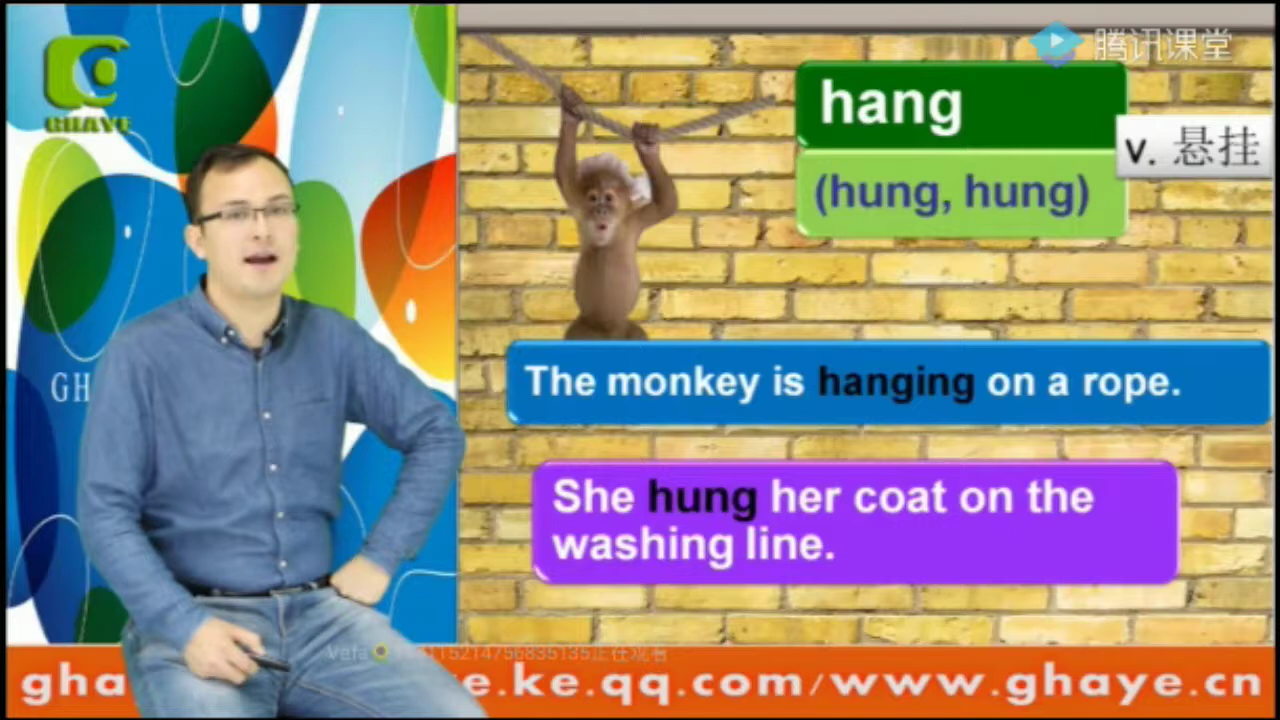 腾讯课堂
GHAYE
hang
v. 悬挂
(hung, hung)
The monkey is hanging on a rope.
GH
She hung her coat on the
washing line.
gha
e.ke.qq.com/www.ghaye.cn